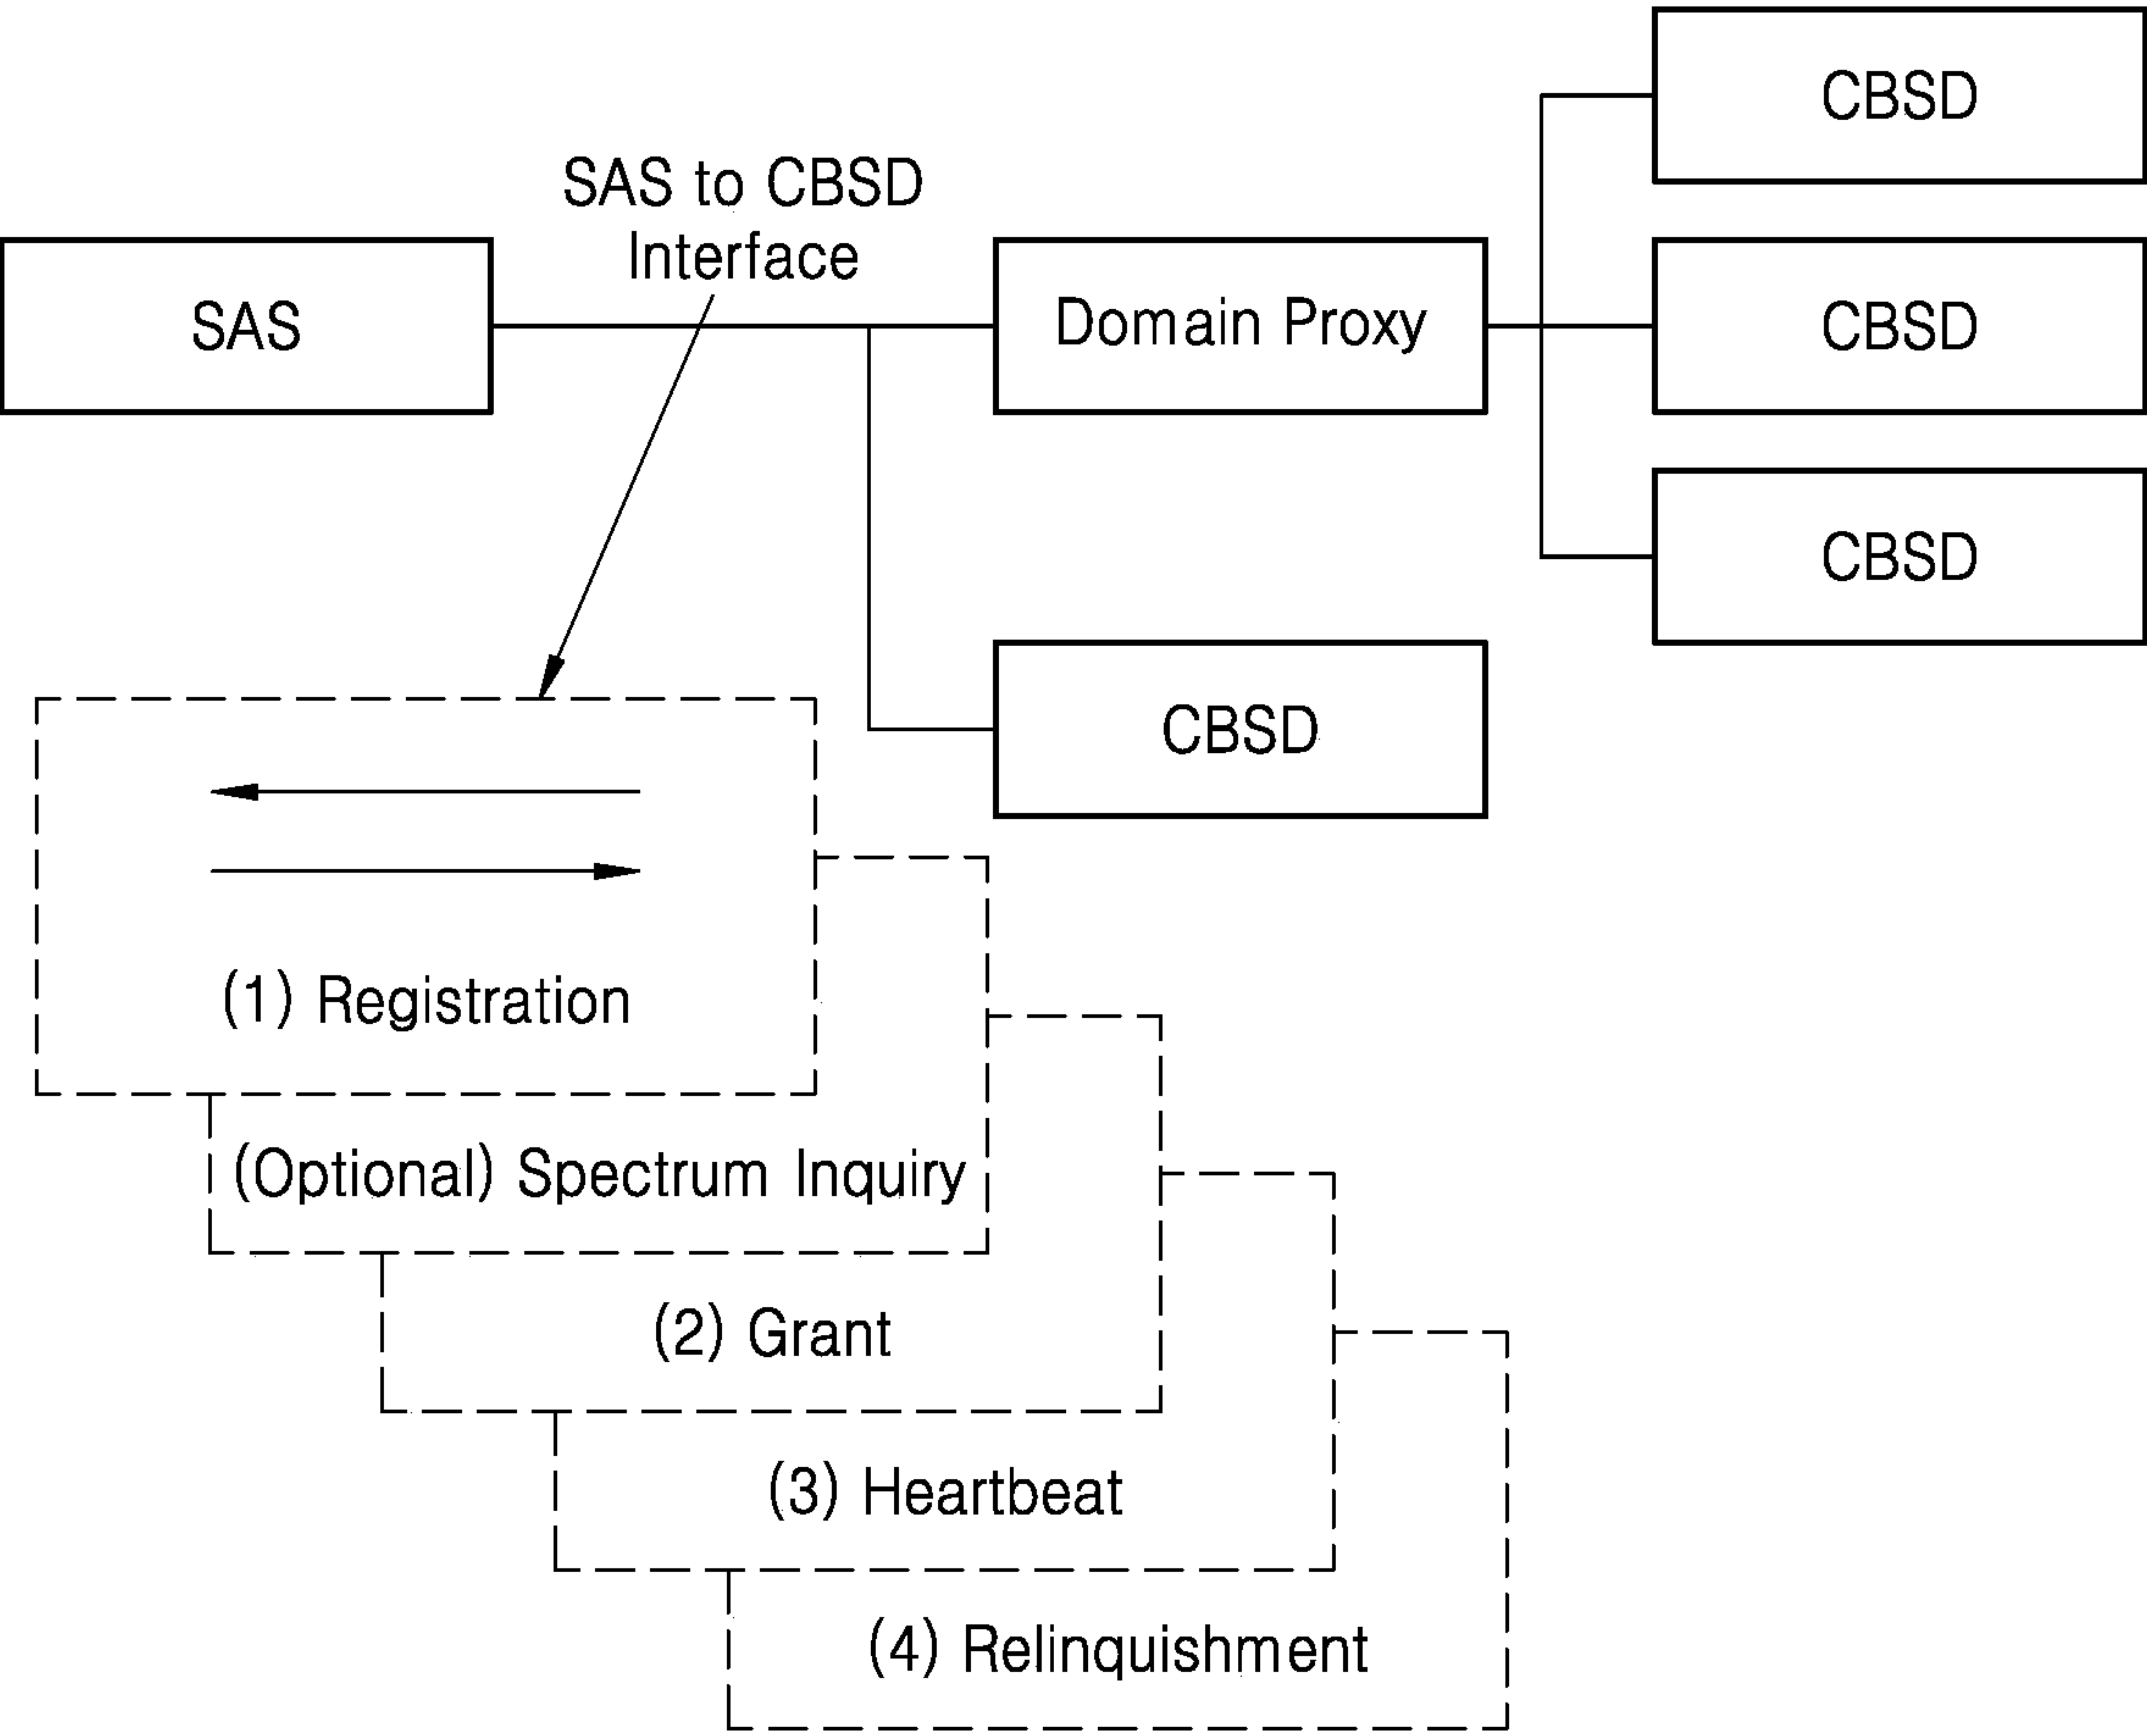 CBSD
SAS to CBSD
Interface
SAS
Domain Proxy
CBSD
CBSD
CBSD
(1) Registration
(Optional) Spectrum Inquiry
(2) Grant
(3) Heartbeat
(4) Relinquishment